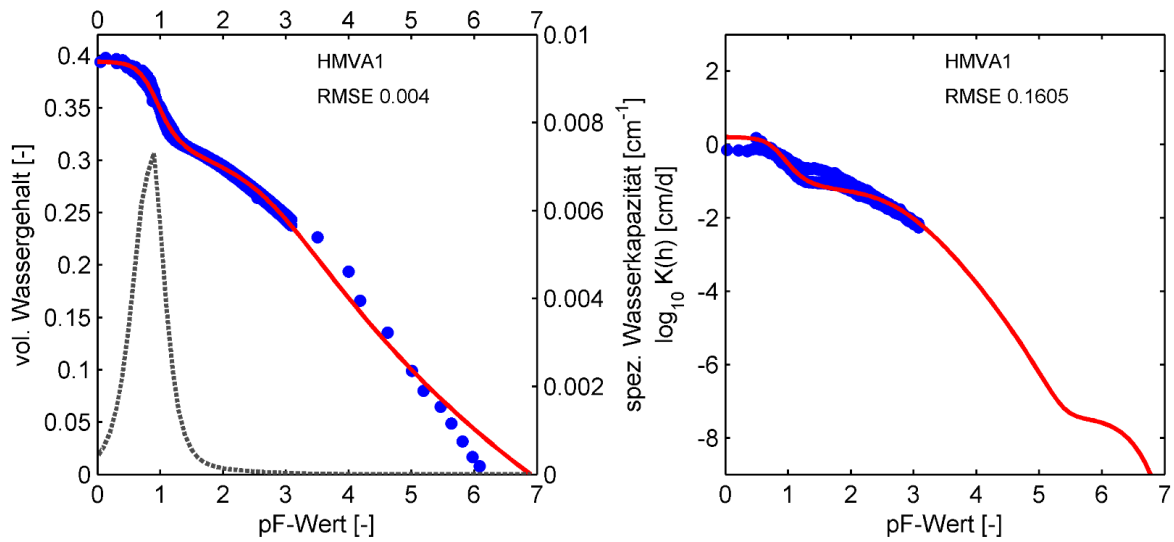 0 1 2 3 4 5 6 7
0.4
0.35
0.3
0.25
0.2
0.15
0.1
0.05
0
vol. Wassergehalt [-]
HMVA1
RMSE 0.004
0.01
0.008
0.006
0.004
0.002
0
spez. Wasserkapazität [cm⁻¹]
0 1 2 3 4 5 6 7
pF-Wert [-]
log₁₀ K(h) [cm/d]
2
0
-2
-4
-6
-8
HMVA1
RMSE 0.1605
0 1 2 3 4 5 6 7
pF-Wert [-]